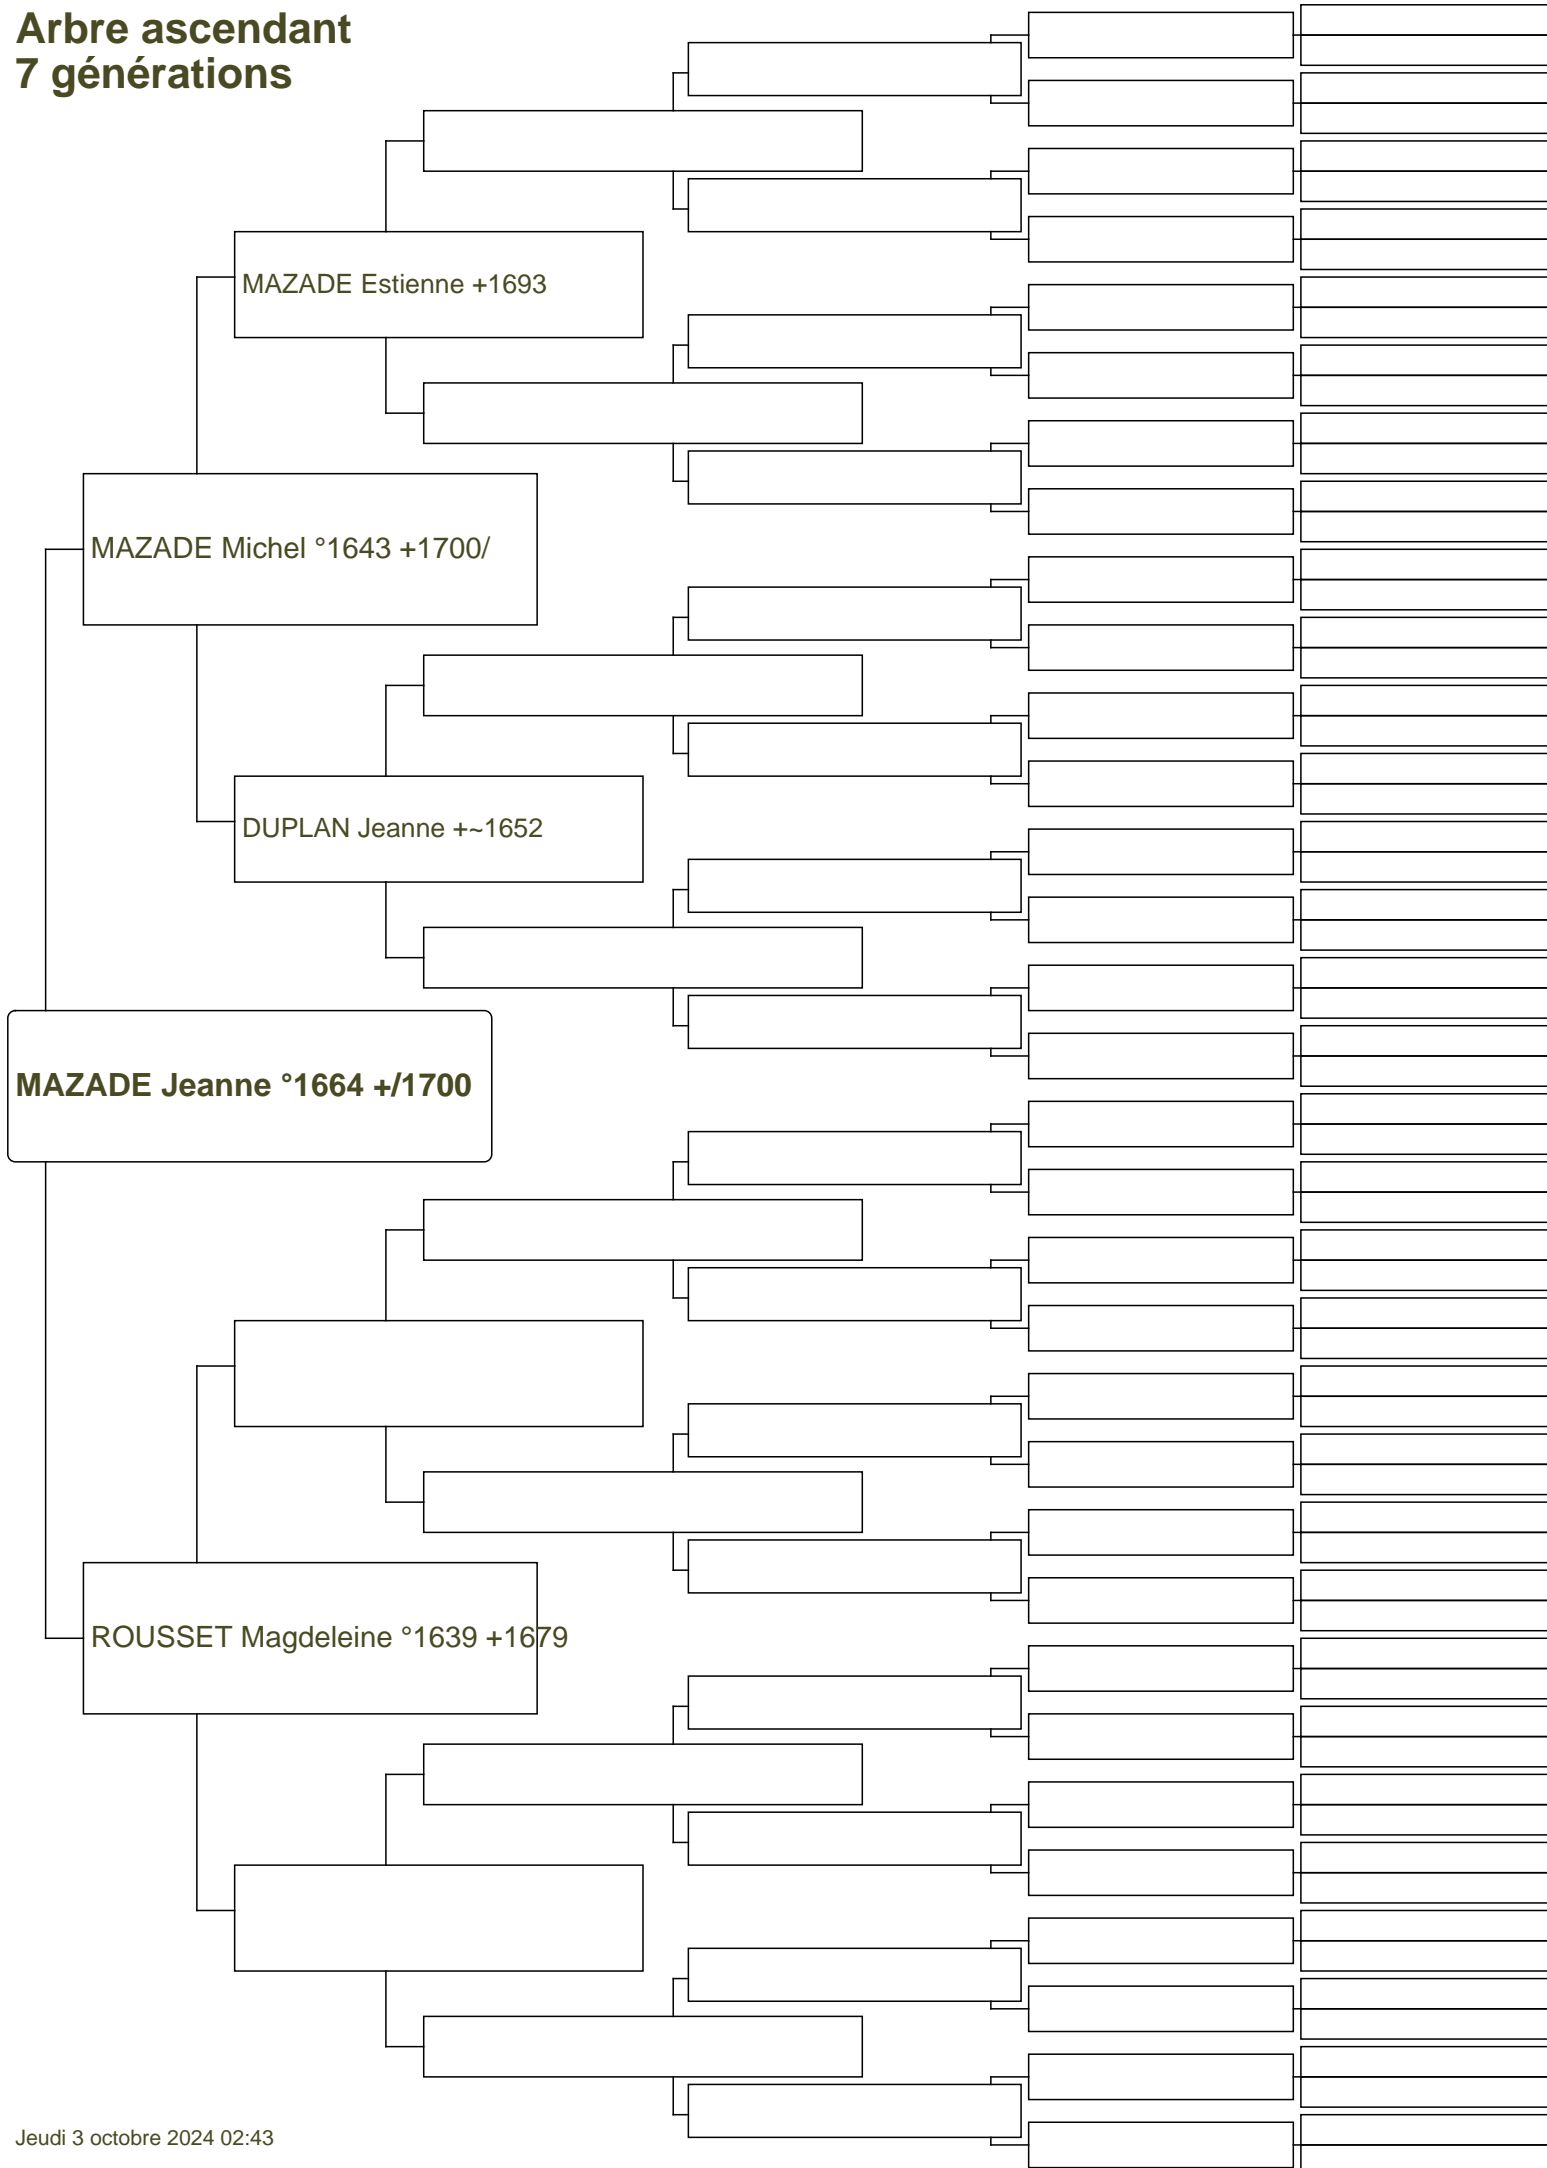 Arbre ascendant
7 générations
MAZADE Estienne +1693
MAZADE Michel °1643 +1700/
DUPLAN Jeanne +~1652
MAZADE Jeanne °1664 +/1700
ROUSSET Magdeleine °1639 +1679
Jeudi 3 octobre 2024 02:43